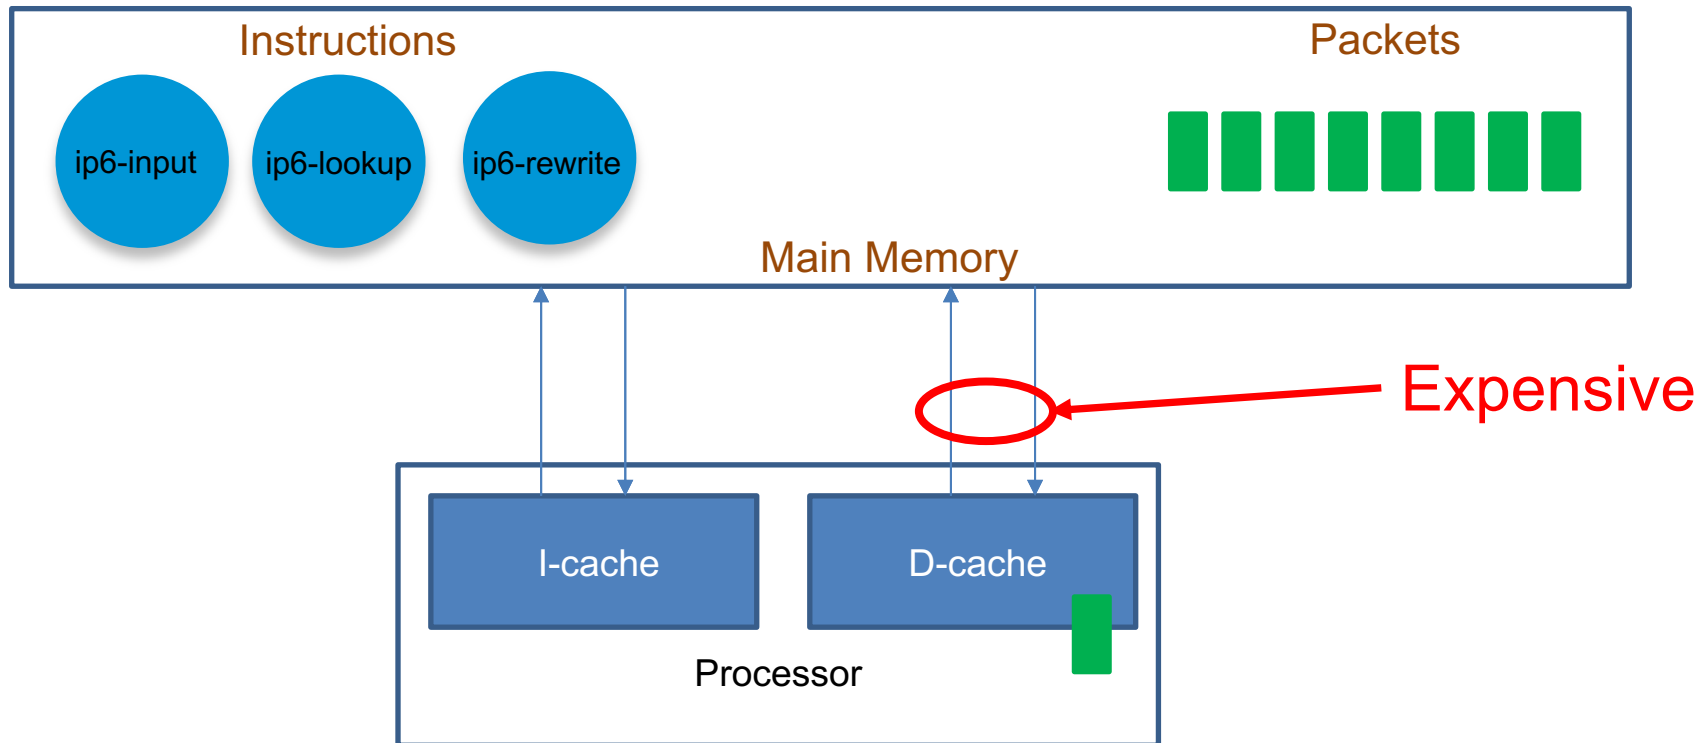 Instructions
Packets
ip6-input
ip6-lookup
ip6-rewrite
Main Memory
Expensive
I-cache
D-cache
Processor